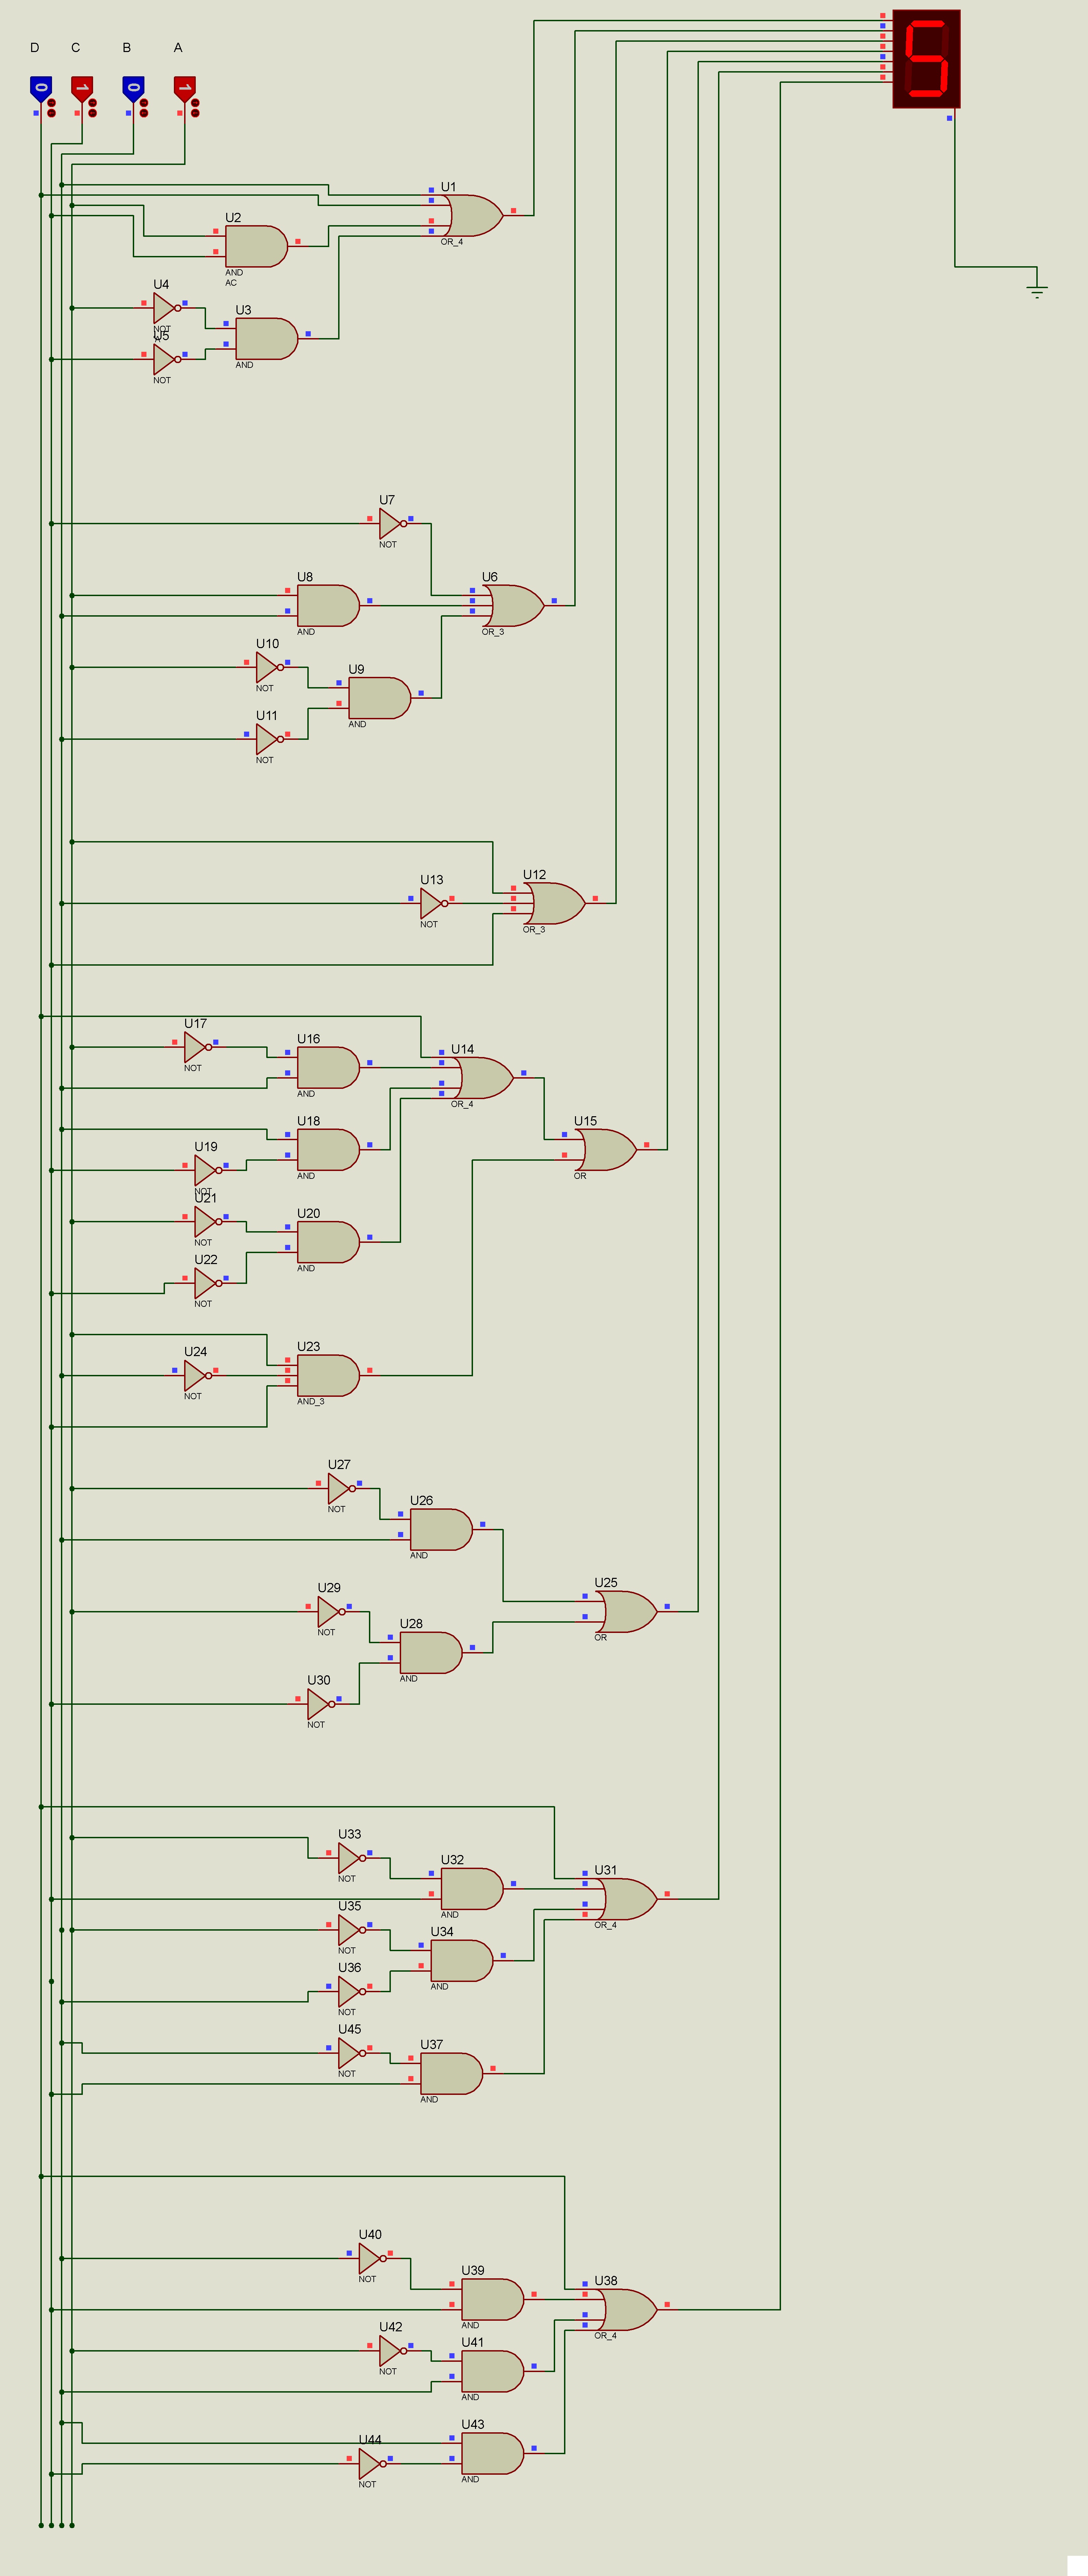 D C B A
0 1 0 1
U1
OR_4
U2
AND
AC
U4
NOT
U3
AND
U5
NOT
U7
NOT
U8
AND
U6
OR_3
U10
NOT
U9
AND
U11
NOT
U12
OR_3
U13
NOT
U17
NOT
U16
AND
U14
OR_4
U18
AND
U15
OR
U19
NOT
U21
NOT
U20
AND
U22
NOT
U24
NOT
U23
AND_3
U27
NOT
U26
AND
U25
OR
U29
NOT
U28
AND
U30
NOT
U33
NOT
U32
AND
U31
OR_4
U35
NOT
U34
AND
U36
NOT
U45
NOT
U37
AND
U40
NOT
U39
AND
U38
OR_4
U42
NOT
U41
AND
U43
AND
U44
NOT
5